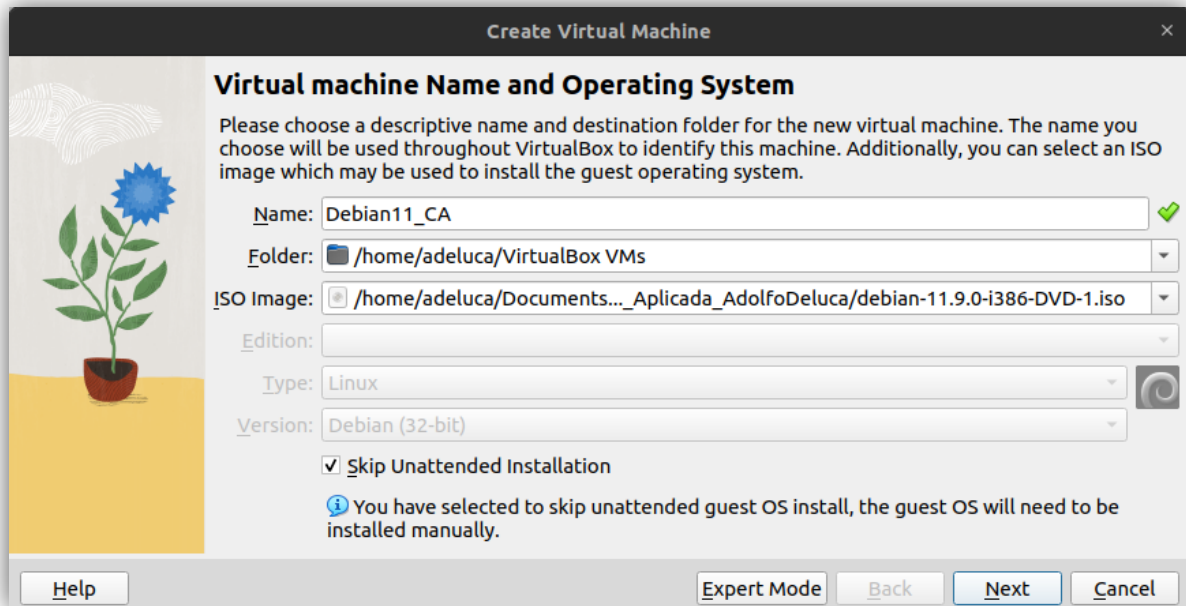 Create Virtual Machine ×
Virtual machine Name and Operating System
Please choose a descriptive name and destination folder for the new virtual machine. The name you
choose will be used throughout VirtualBox to identify this machine. Additionally, you can select an ISO
image which may be used to install the guest operating system.
Name: Debian11_CA
Folder: /home/adeluca/VirtualBox VMs
ISO Image: /home/adeluca/Documents..._Aplicada_AdolfoDeluca/debian-11.9.0-i386-DVD-1.iso
Edition:
Type: Linux
Version: Debian (32-bit)
Skip Unattended Installation
You have selected to skip unattended guest OS install, the guest OS will need to be
installed manually.
Help Expert Mode Back Next Cancel